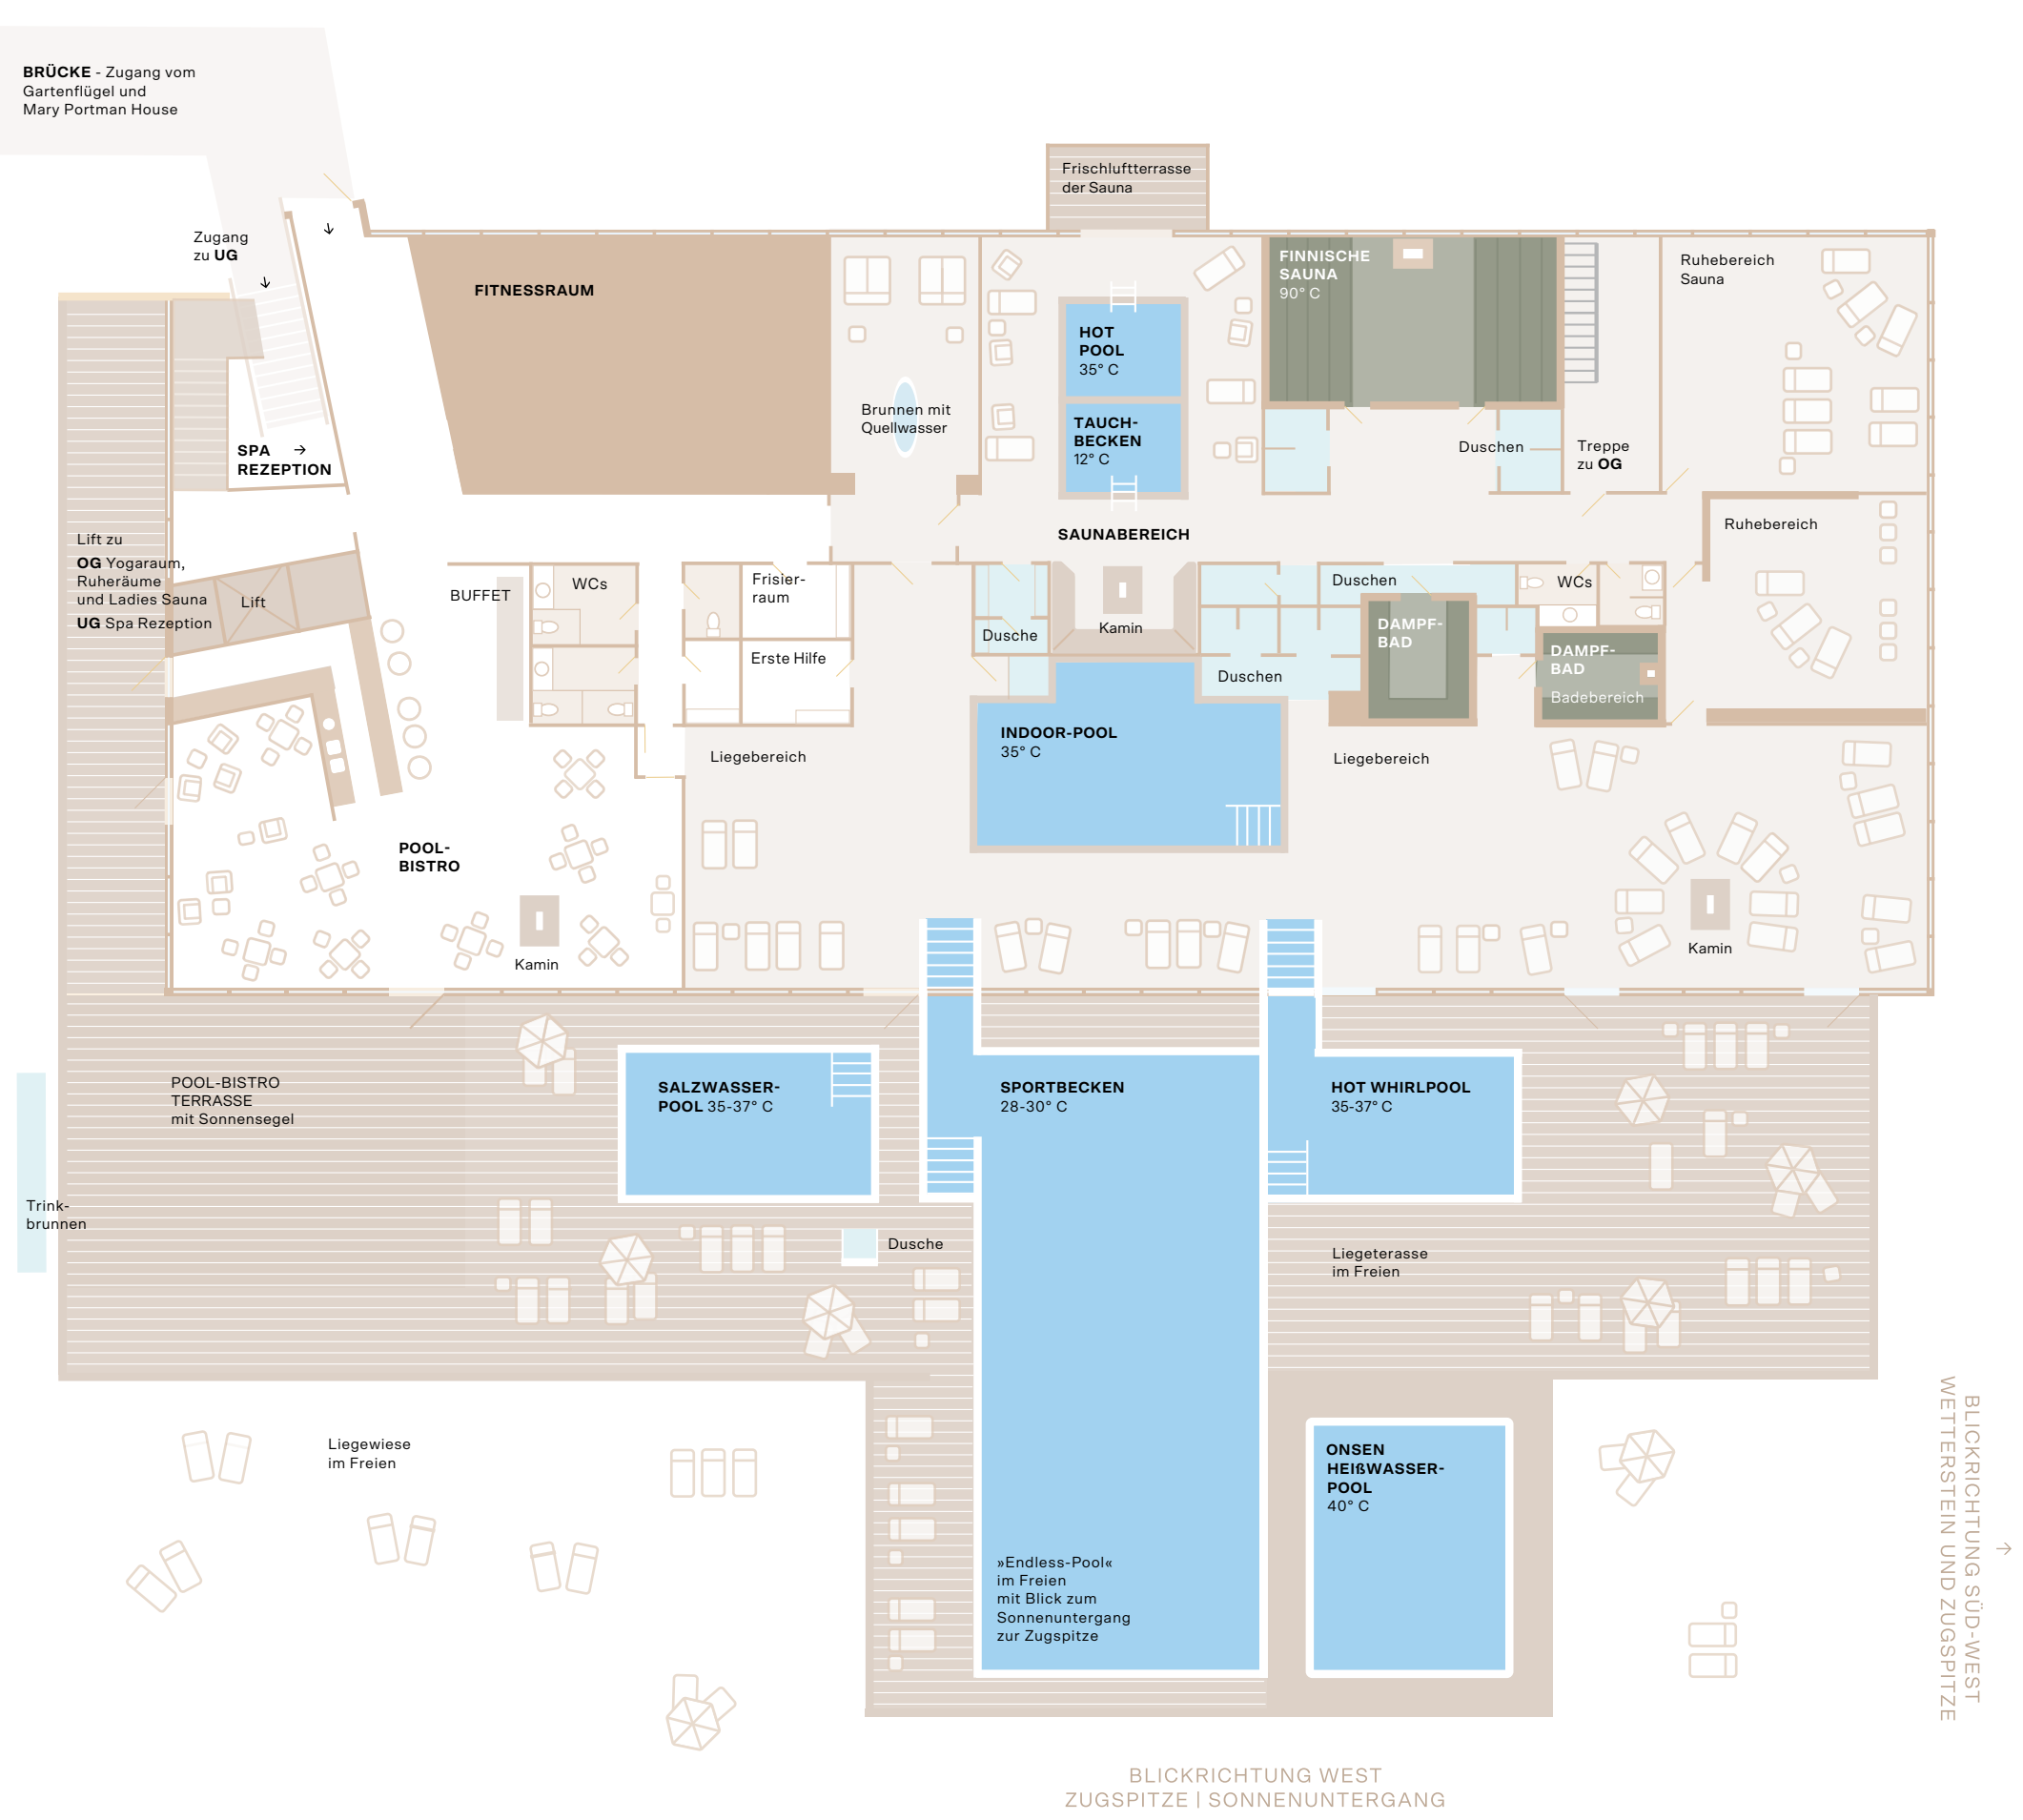 BRÜCKE - Zugang vom
Gartenflügel und
Mary Portman House
Frischluftterrasse
der Sauna
Zugang
zu UG
FITNESSRAUM
FINNISCHE
SAUNA
90° C
Ruhebereich
Sauna
HOT
POOL
35° C
Brunnen mit
Quellwasser
TAUCH-
BECKEN
12° C
SPA →
REZEPTION
Duschen
Treppe
zu OG
SAUNABEREICH
Ruhebereich
Lift zu
OG Yogaraum,
Ruheräume
und Ladies Sauna
UG Spa Rezeption
Lift
BUFFET
WCs
Frisier-
raum
Erste Hilfe
Dusche
Kamin
Duschen
WCs
DAMPF-
BAD
DAMPF-
BAD
Badebereich
Duschen
Liegebereich
INDOOR-POOL
35° C
Liegebereich
POOL-
BISTRO
Kamin
Kamin
POOL-BISTRO
TERRASSE
mit Sonnensegel
SALZWASSER-
POOL 35-37° C
SPORTBECKEN
28-30° C
HOT WHIRLPOOL
35-37° C
Trink-
brunnen
Dusche
Liegeterasse
im Freien
Liegewiese
im Freien
ONSEN
HEIßWASSER-
POOL
40° C
»Endless-Pool«
im Freien
mit Blick zum
Sonnenuntergang
zur Zugspitze
BLICKRICHTUNG SÜD-WEST
WETTERSTEIN UND ZUGSPITZE
BLICKRICHTUNG WEST
ZUGSPITZE | SONNENUNTERGANG